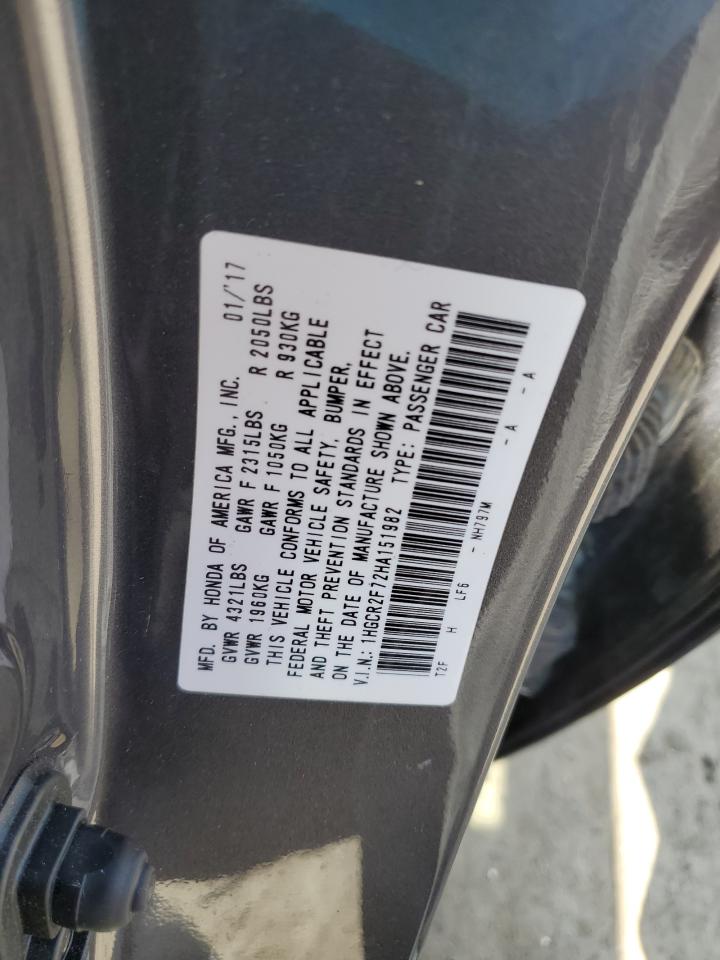 MFD. BY HONDA OF AMERICA MFG., INC. 01/'17
GVWR 4321LBS GAWR F 2315LBS R 2050LBS
GVWR 1960KG GAWR F 1050KG R 930KG
THIS VEHICLE CONFORMS TO ALL APPLICABLE
FEDERAL MOTOR VEHICLE SAFETY, BUMPER,
AND THEFT PREVENTION STANDARDS IN EFFECT
ON THE DATE OF MANUFACTURE SHOWN ABOVE.
V.I.N.: 1HGCR2F72HA151982 TYPE: PASSENGER CAR
T2F H LF6 - NH797M - A - A